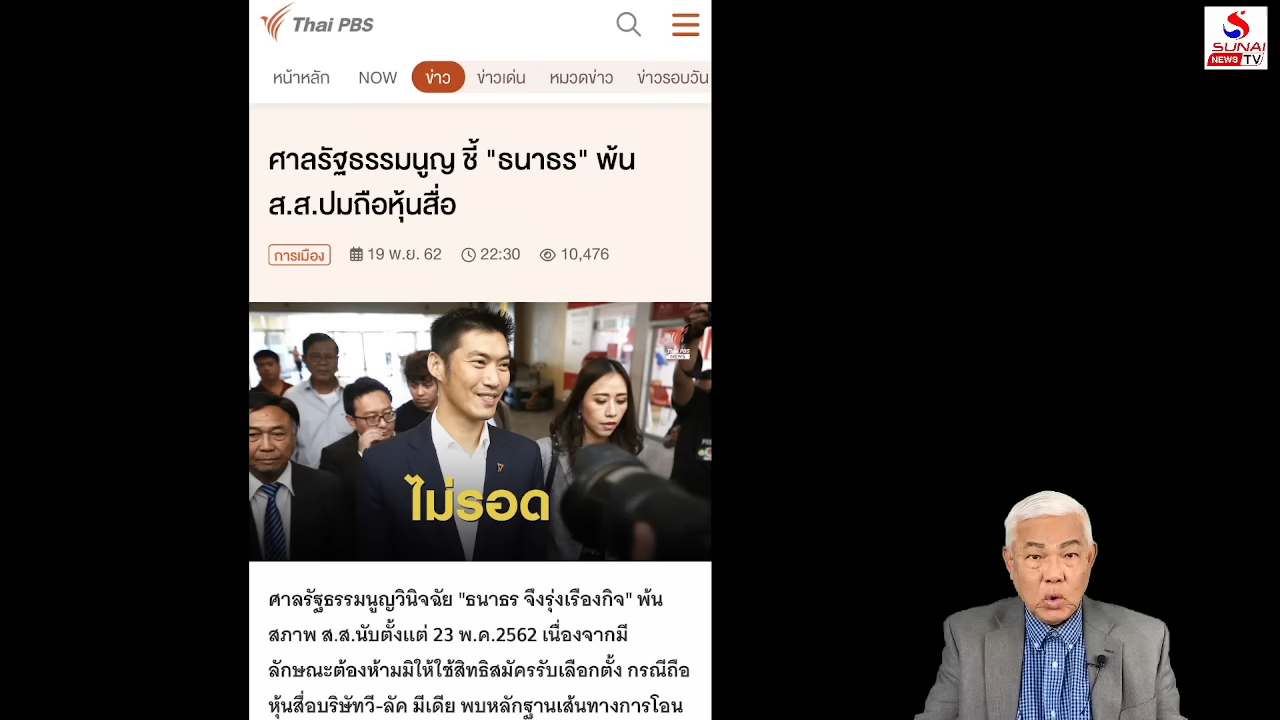 Thai PBS
หน้าหลัก NOW ข่าว ข่าวเด่น หมวดข่าว ข่าวรอบวัน
ศาลรัฐธรรมนูญ ชี้ "ธนาธร" พ้น
ส.ส.ปมถือหุ้นสื่อ
การเมือง 19 พ.ย. 62 22:30 10,476
Thai PBS
NEWS
ไม่รอด
ศาลรัฐธรรมนูญวินิจฉัย "ธนาธร จึงรุ่งเรืองกิจ" พ้น
สภาพ ส.ส.นับตั้งแต่ 23 พ.ค.2562 เนื่องจากมี
ลักษณะต้องห้ามมิให้ใช้สิทธิสมัครรับเลือกตั้ง กรณีถือ
หุ้นสื่อบริษัทวี-ลัค มีเดีย พบหลักฐานเส้นทางการโอน
SUNAI
NEWS TV